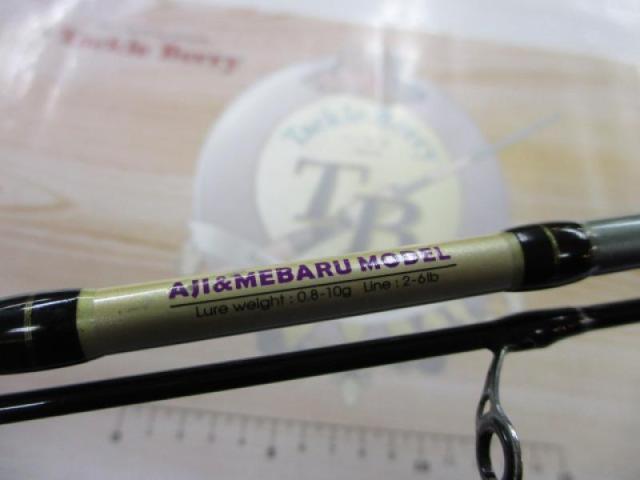 Tackle Berry
Tackle Berry
TB
AJI&MEBARU MODEL
Lure weight : 0.8-10g Line : 2-6lb